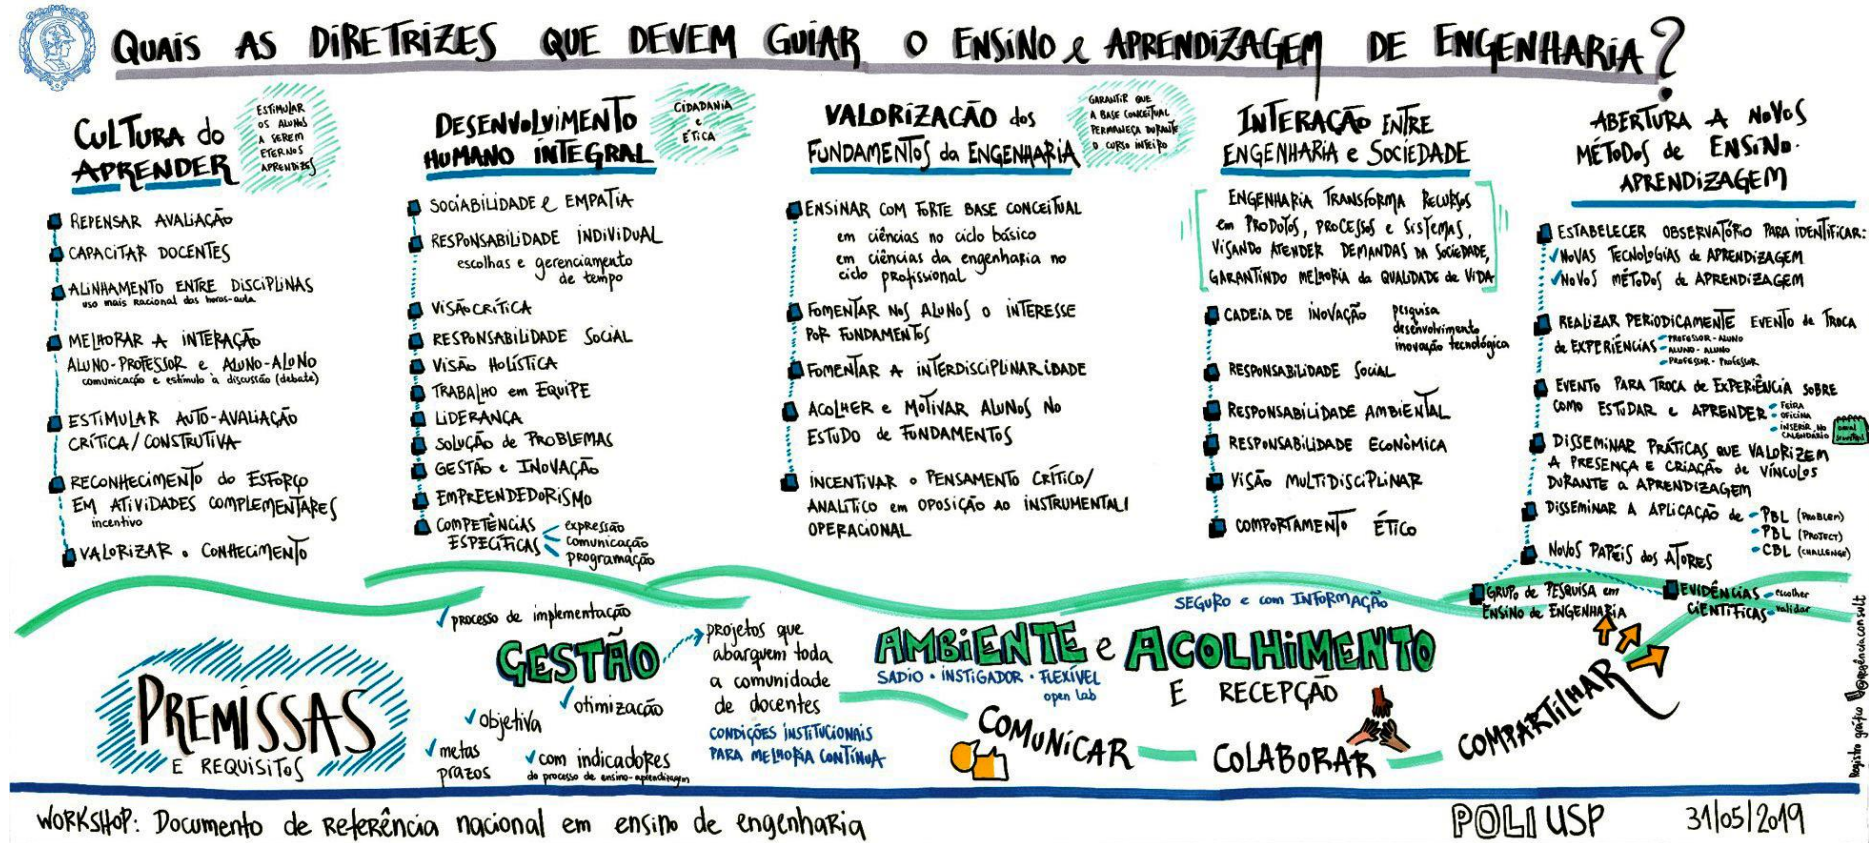 QUAIS AS DIRETRIZES QUE DEVEM GUIAR O ENSINO e APRENDIZAGEM DE ENGENHARIA?
CULTURA do
APRENDER
ESTIMULAR
OS ALUNOS
A SEREM
ETERNOS
APRENDIZES
REPENSAR AVALIAÇÃO
CAPACITAR DOCENTES
ALINHAMENTO ENTRE DISCIPLINAS
uso mais racional das horas-aula
MELHORAR A INTERAÇÃO
ALUNO-PROFESSOR e ALUNO-ALUNO
comunicação e estímulo à discussão (debate)
ESTIMULAR AUTO-AVALIAÇÃO
CRÍTICA/CONSTRUTIVA
RECONHECIMENTO do ESFORÇO
EM ATIVIDADES COMPLEMENTARES
incentivo
VALORIZAR o CONHECIMENTO
DESENVOLVIMENTO
HUMANO INTEGRAL
CIDADANIA
e
ÉTICA
SOCIABILIDADE e EMPATIA
RESPONSABILIDADE INDIVIDUAL
escolhas e gerenciamento
de tempo
VISÃO CRÍTICA
RESPONSABILIDADE SOCIAL
VISÃO HOLÍSTICA
TRABALHO em EQUIPE
LIDERANÇA
SOLUÇÃO de PROBLEMAS
GESTÃO e INOVAÇÃO
EMPREENDEDORISMO
COMPETÊNCIAS
ESPECÍFICAS
expressão
comunicação
programação
VALORIZAÇÃO dos
FUNDAMENTOS da ENGENHARIA
GARANTIR QUE
A BASE CONCEITUAL
PERMANEÇA DURANTE
O CURSO INTEIRO
ENSINAR COM FORTE BASE CONCEITUAL
em ciências no ciclo básico
em ciências da engenharia no
ciclo profissional
FOMENTAR NOS ALUNOS O INTERESSE
POR FUNDAMENTOS
FOMENTAR A INTERDISCIPLINARIDADE
ACOLHER e MOTIVAR ALUNOS NO
ESTUDO de FUNDAMENTOS
INCENTIVAR o PENSAMENTO CRÍTICO/
ANALÍTICO em OPOSIÇÃO AO INSTRUMENTAL/
OPERACIONAL
INTERAÇÃO ENTRE
ENGENHARIA e SOCIEDADE
ENGENHARIA TRANSFORMA RECURSOS
em PRODUTOS, PROCESSOS e SISTEMAS,
VISANDO ATENDER DEMANDAS DA SOCIEDADE,
GARANTINDO MELHORIA da QUALIDADE de VIDA
CADEIA DE INOVAÇÃO
pesquisa
desenvolvimento
inovação tecnológica
RESPONSABILIDADE SOCIAL
RESPONSABILIDADE AMBIENTAL
RESPONSABILIDADE ECONÔMICA
VISÃO MULTIDISCIPLINAR
COMPORTAMENTO ÉTICO
ABERTURA A NOVOS
MÉTODOS de ENSINO-
APRENDIZAGEM
ESTABELECER OBSERVATÓRIO PARA IDENTIFICAR:
NOVAS TECNOLOGIAS de APRENDIZAGEM
NOVOS MÉTODOS de APRENDIZAGEM
REALIZAR PERIODICAMENTE EVENTO de TROCA
de EXPERIÊNCIAS
PROFESSOR-ALUNO
ALUNO-ALUNO
PROFESSOR-PROFESSOR
EVENTO PARA TROCA de EXPERIÊNCIA SOBRE
COMO ESTUDAR e APRENDER
FEIRA
OFICINA
INSERIR NO
CALENDÁRIO
DISSEMINAR PRÁTICAS QUE VALORIZEM
A PRESENÇA E CRIAÇÃO de VÍNCULOS
DURANTE a APRENDIZAGEM
DISSEMINAR A APLICAÇÃO de
PBL (PROBLEM)
PBL (PROJECT)
CBL (CHALLENGE)
NOVOS PAPÉIS dos ATORES
GRUPO de PESQUISA em
ENSINO de ENGENHARIA
EVIDÊNCIAS
CIENTÍFICAS
escolher
validar
PREMISSAS
E REQUISITOS
processo de implementação
GESTÃO
otimização
objetiva
metas
prazos
com indicadores
do processo de ensino-aprendizagem
projetos que
abarquem toda
a comunidade
de docentes
CONDIÇÕES INSTITUCIONAIS
PARA MELHORIA CONTÍNUA
SEGURO e com INFORMAÇÃO
AMBIENTE e ACOLHIMENTO
SADIO · INSTIGADOR · FLEXÍVEL
open lab
E RECEPÇÃO
COMUNICAR
COLABORAR
COMPARTILHAR
WORKSHOP: Documento de Referência nacional em ensino de engenharia
POLI USP
31/05/2019